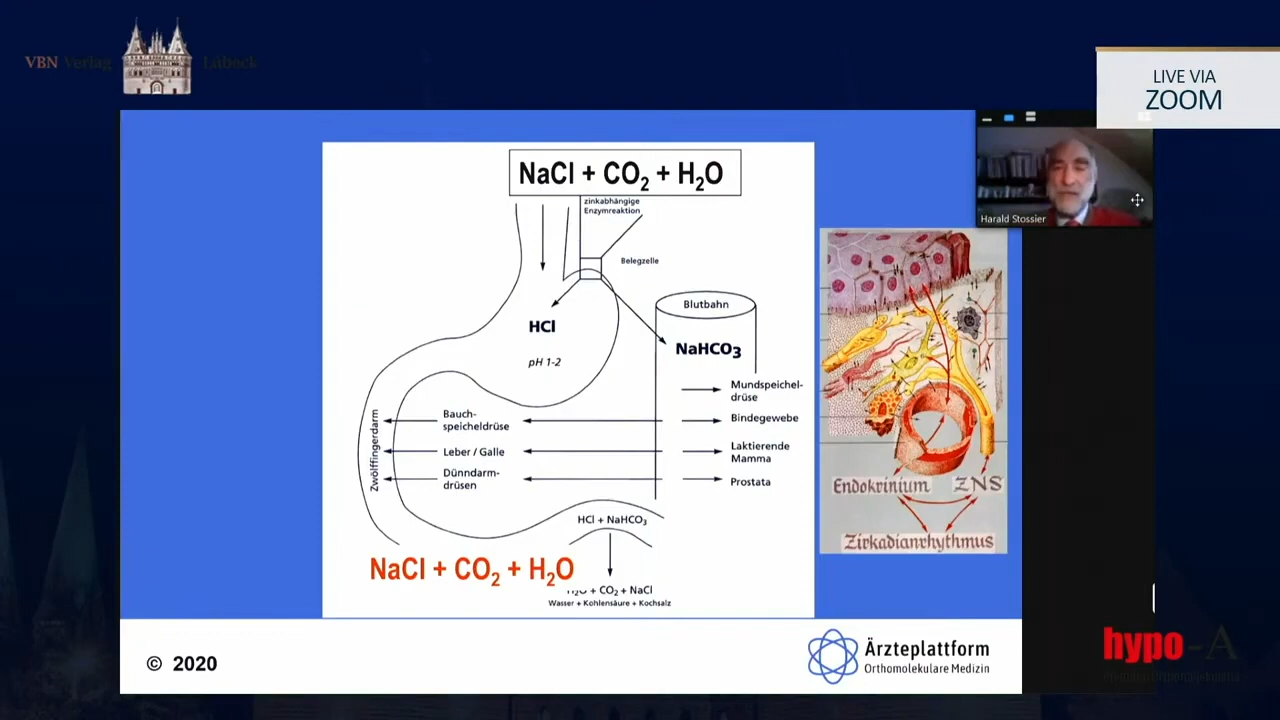 VBN Verlag Lübeck
LIVE VIA
ZOOM
Harald Stossier
NaCl + CO₂ + H₂O
zinkabhängige
Enzymreaktion
Belegzelle
Blutbahn
HCl
NaHCO₃
pH 1-2
Mundspeichel-
drüse
Bauch-
speicheldrüse
Bindegewebe
Zwölffingerdarm
Leber / Galle
Laktierende
Mamma
Dünndarm-
drüsen
Prostata
HCl + NaHCO₃
NaCl + CO₂ + H₂O
H₂O + CO₂ + NaCl
Wasser + Kohlensäure + Kochsalz
Endokrinium ZNS
Zirkadianrhythmus
© 2020
Ärzteplattform
Orthomolekulare Medizin
hypo-A